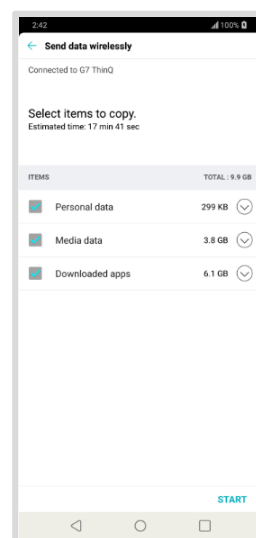 2:42
100%
Send data wirelessly
Connected to G7 ThinQ
Select items to copy.
Estimated time: 17 min 41 sec
ITEMS TOTAL : 9.9 GB
Personal data 299 KB
Media data 3.8 GB
Downloaded apps 6.1 GB
START